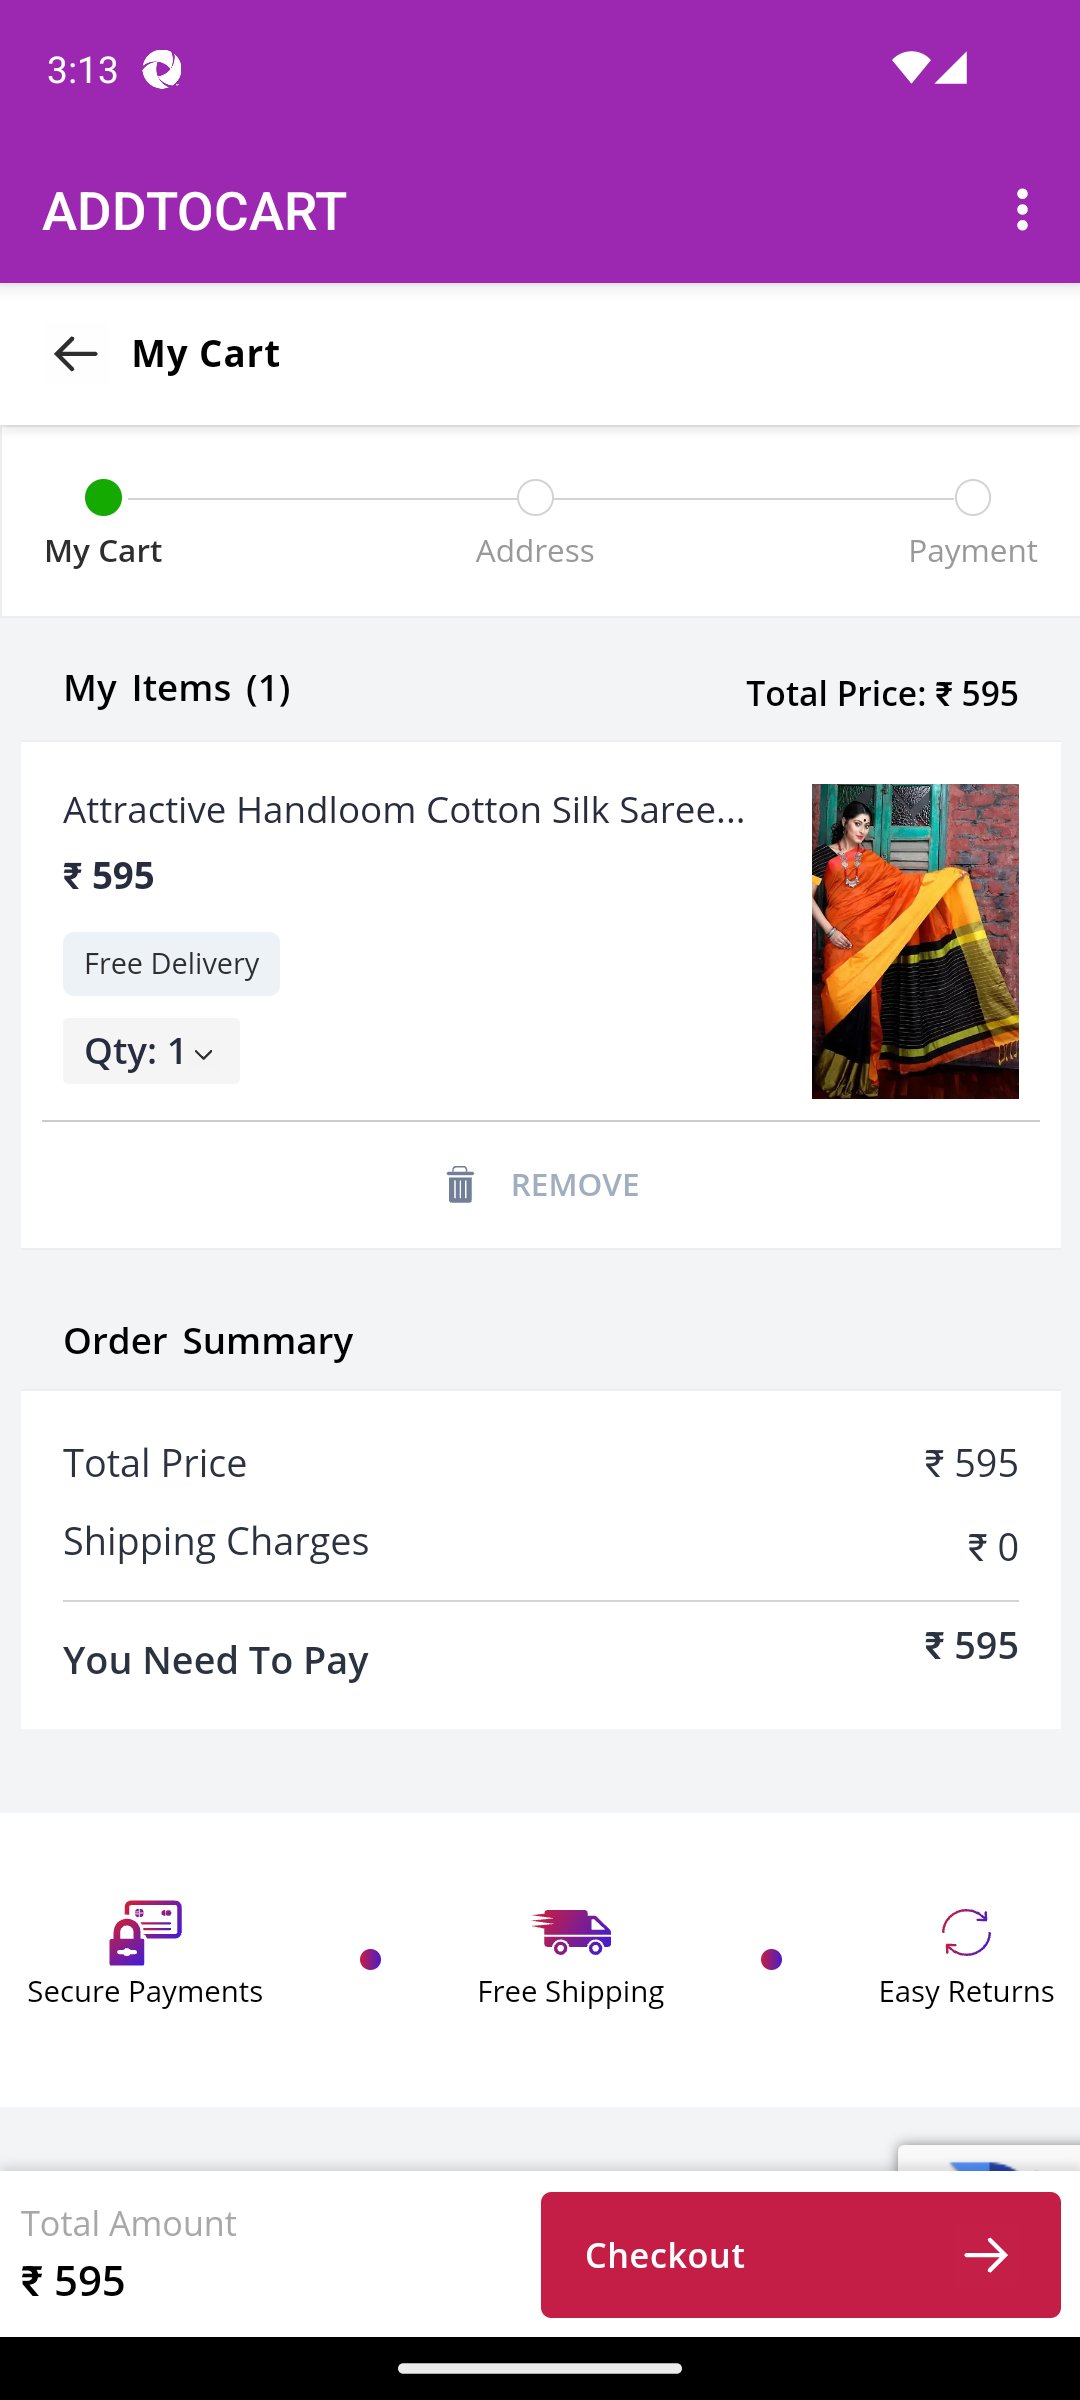 3:13
ADDTOCART
My Cart
My Cart
Address
Payment
My Items (1)
Total Price: ₹ 595
Attractive Handloom Cotton Silk Saree...
₹ 595
Free Delivery
Qty: 1
REMOVE
Order Summary
Total Price
₹ 595
Shipping Charges
₹ 0
You Need To Pay
₹ 595
Secure Payments
Free Shipping
Easy Returns
Total Amount
₹ 595
Checkout